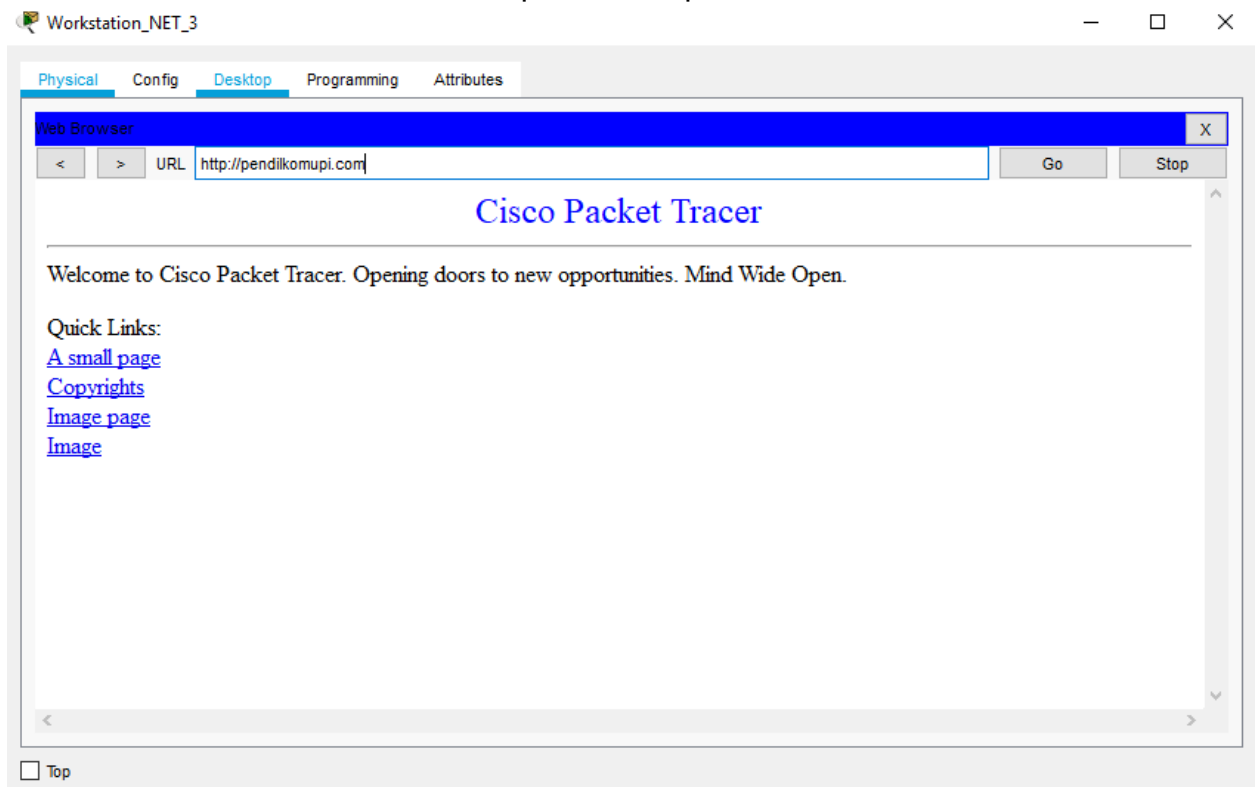 Workstation_NET_3
Physical Config Desktop Programming Attributes
Web Browser X
< > URL http://pendilkomupi.com Go Stop
Cisco Packet Tracer
Welcome to Cisco Packet Tracer. Opening doors to new opportunities. Mind Wide Open.
Quick Links:
A small page
Copyrights
Image page
Image
Top